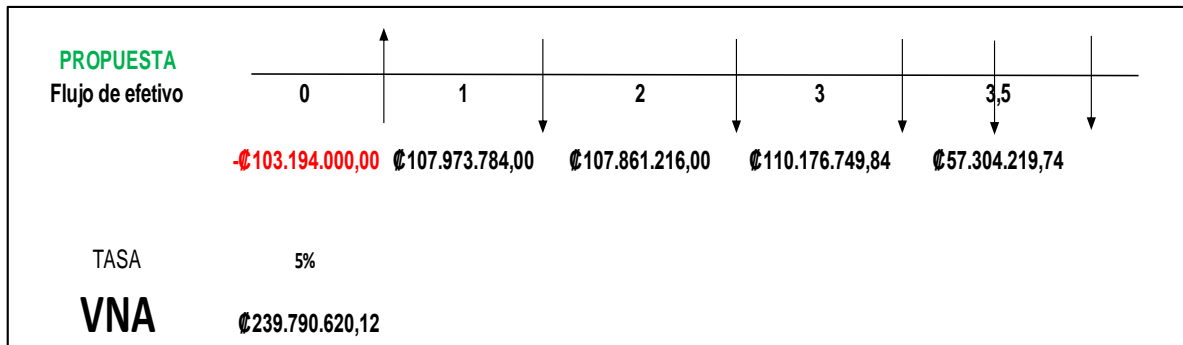 PROPUESTA
Flujo de efetivo 0 1 2 3 3,5
-₡103.194.000,00 ₡107.973.784,00 ₡107.861.216,00 ₡110.176.749,84 ₡57.304.219,74
TASA 5%
VNA ₡239.790.620,12